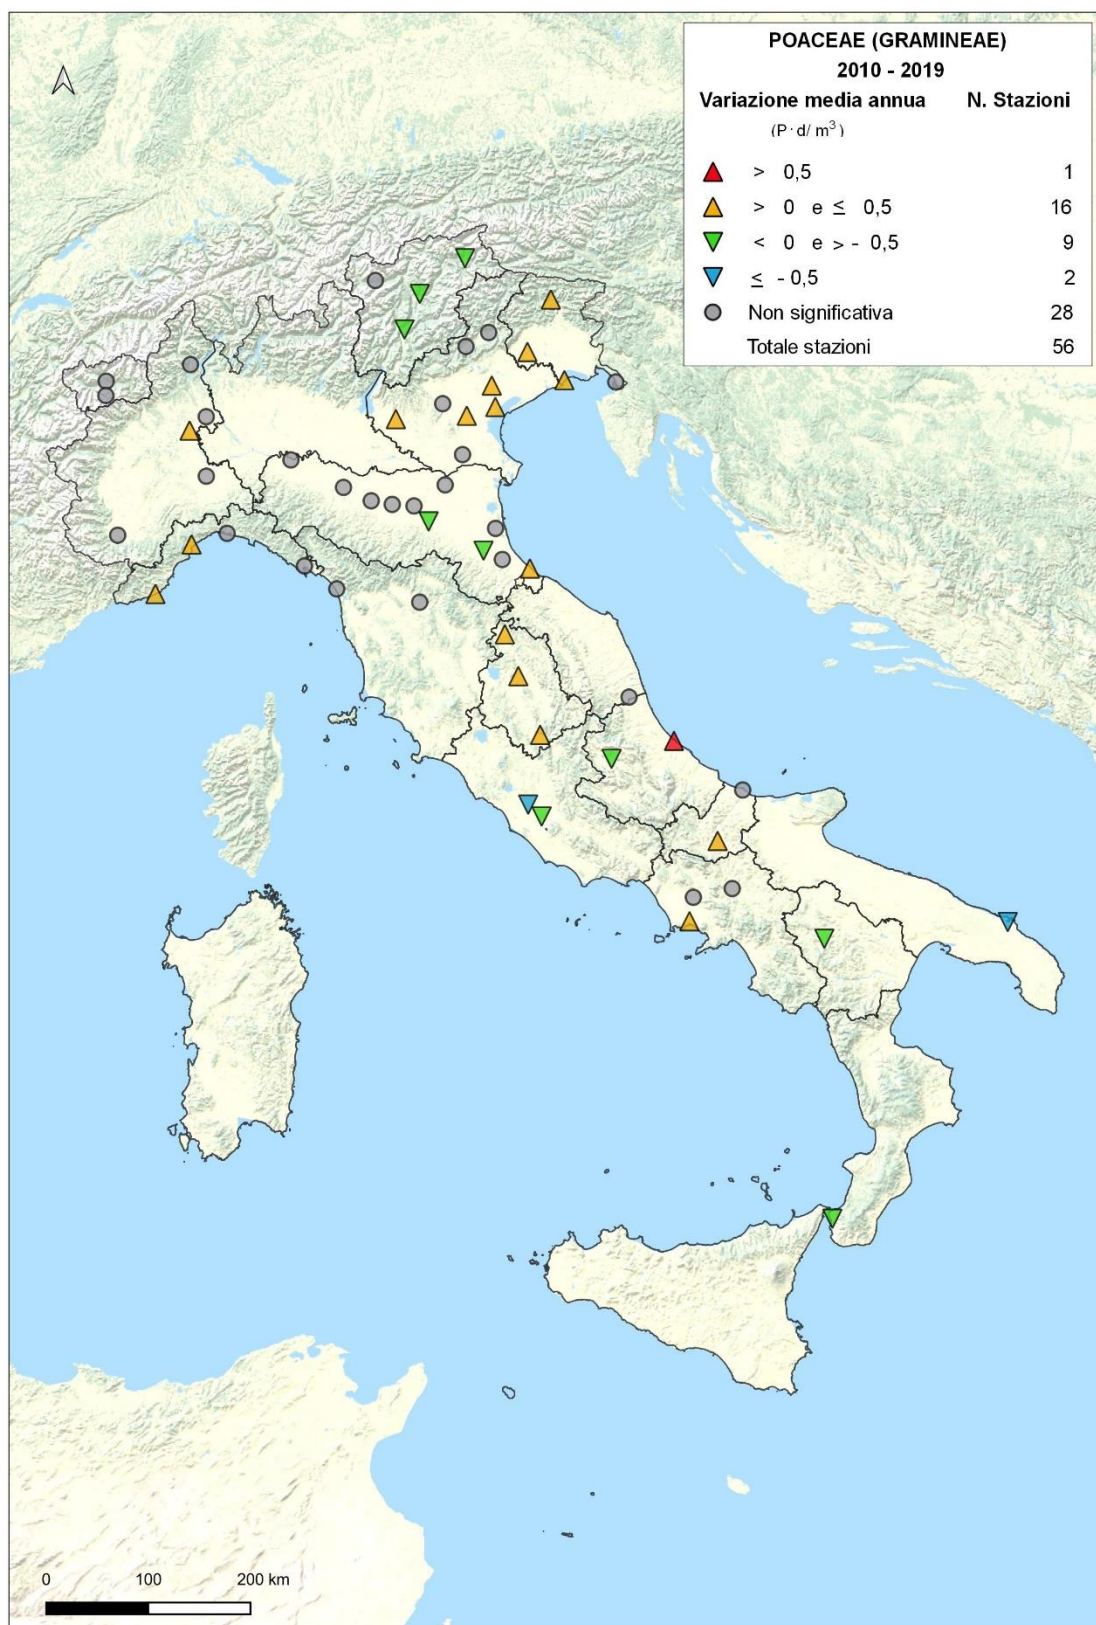 POACEAE (GRAMINEAE)
2010 - 2019
Variazione media annua N. Stazioni
(P·d/ m³)
> 0,5 1
> 0 e ≤ 0,5 16
< 0 e > - 0,5 9
≤ - 0,5 2
Non significativa 28
Totale stazioni 56
0 100 200 km